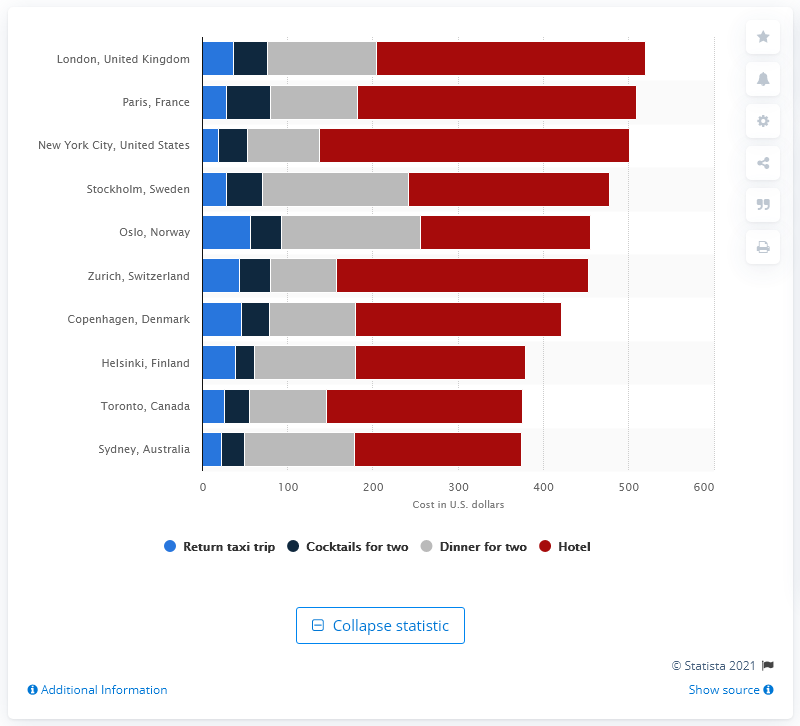 London, United Kingdom
Paris, France
New York City, United States
Stockholm, Sweden
Oslo, Norway
Zurich, Switzerland
Copenhagen, Denmark
Helsinki, Finland
Toronto, Canada
Sydney, Australia
0 100 200 300 400 500 600
Cost in U.S. dollars
Return taxi trip Cocktails for two Dinner for two Hotel
Collapse statistic
© Statista 2021
Additional Information Show source